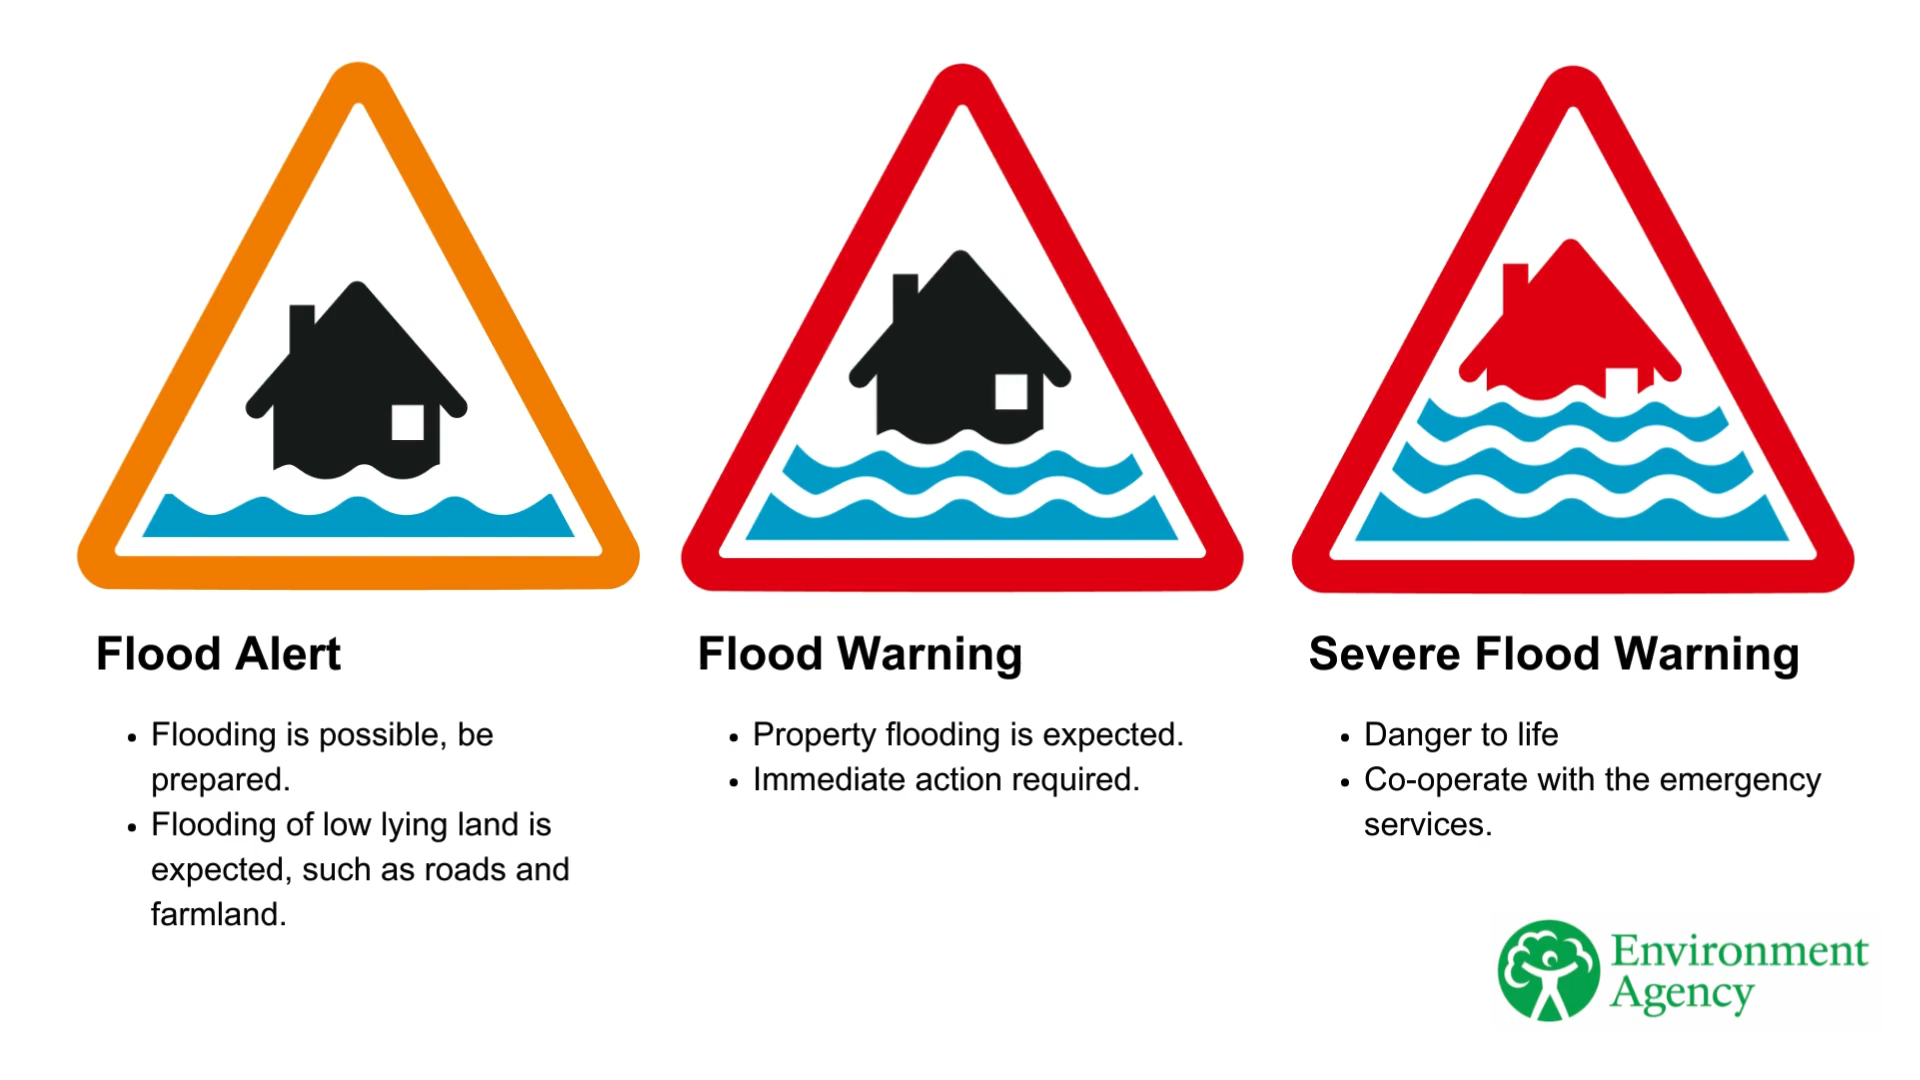 Flood Alert
• Flooding is possible, be
prepared.
• Flooding of low lying land is
expected, such as roads and
farmland.
Flood Warning
• Property flooding is expected.
• Immediate action required.
Severe Flood Warning
• Danger to life
• Co-operate with the emergency
services.
Environment
Agency